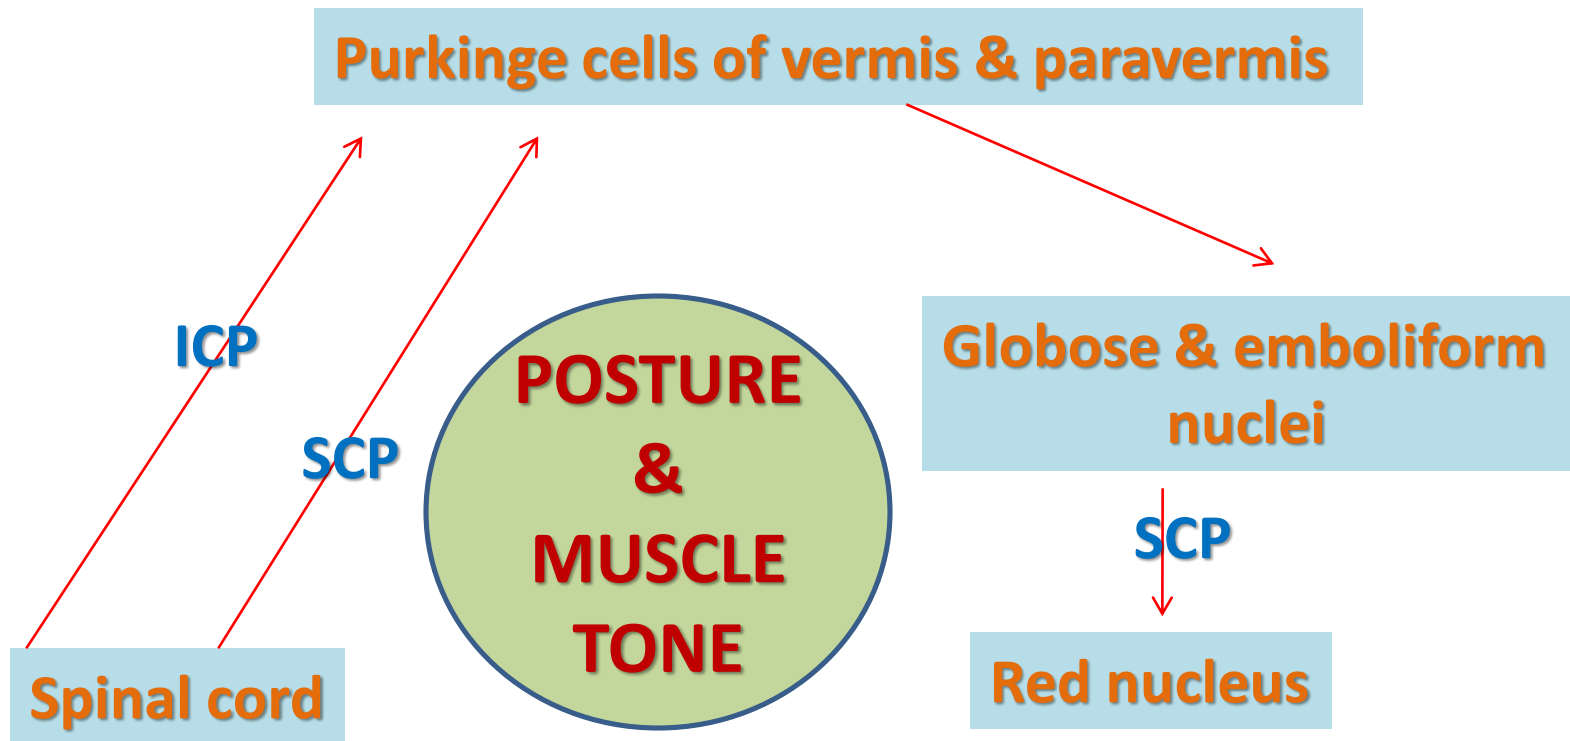 Purkinge cells of vermis & paravermis
ICP
SCP
POSTURE
&
MUSCLE
TONE
Globose & emboliform
nuclei
SCP
Spinal cord
Red nucleus